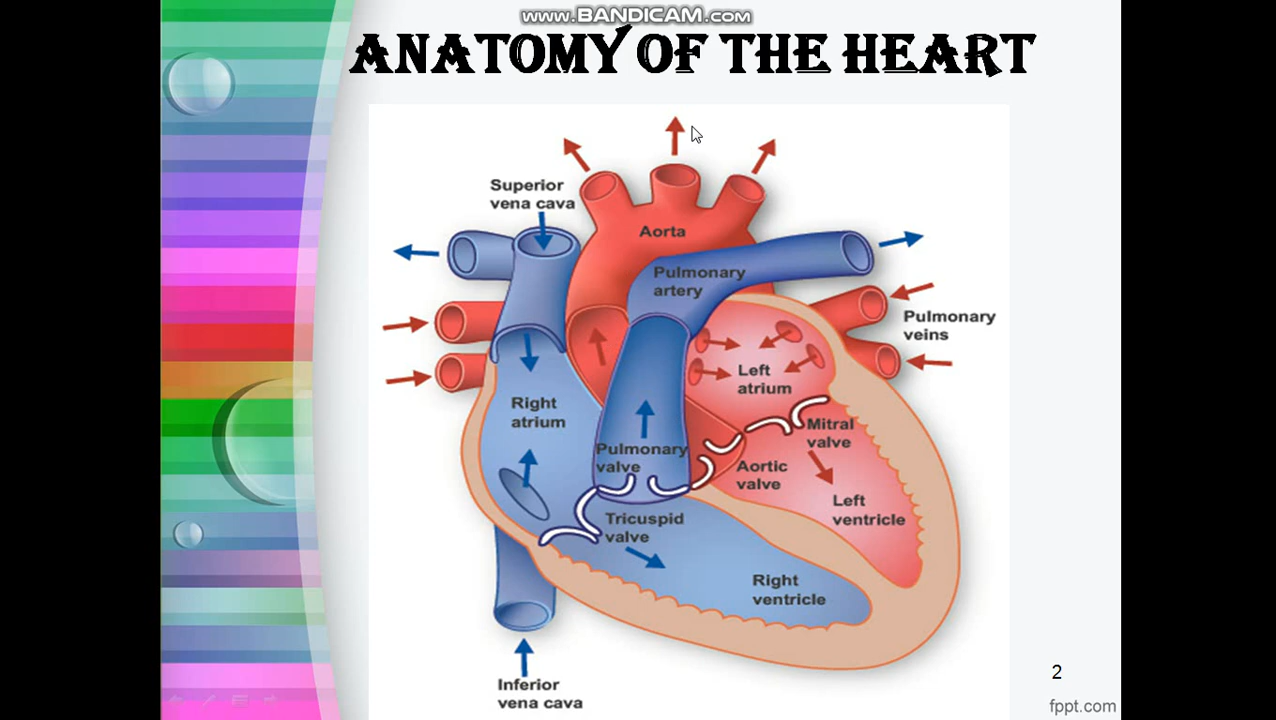 www.BANDICAM.com
ANATOMY OF THE HEART
Superior
vena cava
Aorta
Pulmonary
artery
Pulmonary
veins
Left
atrium
Right
atrium
Mitral
valve
Pulmonary
valve
Aortic
valve
Left
ventricle
Tricuspid
valve
Right
ventricle
Inferior
vena cava
2
fppt.com